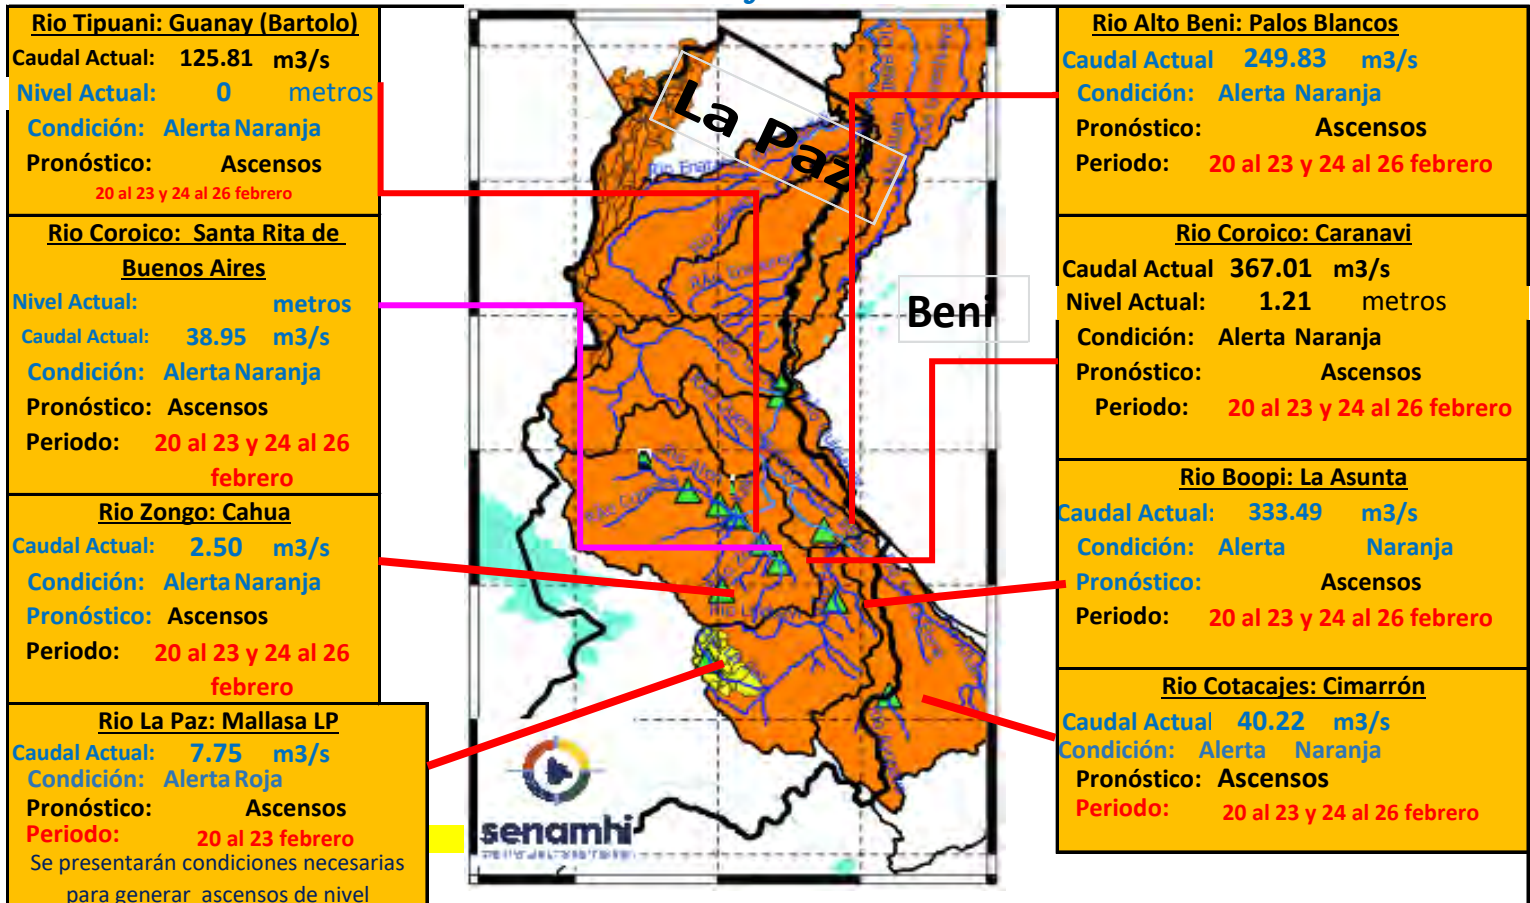 Rio Tipuani: Guanay (Bartolo)
Caudal Actual: 125.81 m3/s
Nivel Actual: 0 metros
Condición: Alerta Naranja
Pronóstico: Ascensos
20 al 23 y 24 al 26 febrero
Rio Coroico: Santa Rita de
Buenos Aires
Nivel Actual: metros
Caudal Actual: 38.95 m3/s
Condición: Alerta Naranja
Pronóstico: Ascensos
Periodo: 20 al 23 y 24 al 26
febrero
Rio Zongo: Cahua
Caudal Actual: 2.50 m3/s
Condición: Alerta Naranja
Pronóstico: Ascensos
Periodo: 20 al 23 y 24 al 26
febrero
Rio La Paz: Mallasa LP
Caudal Actual: 7.75 m3/s
Condición: Alerta Roja
Pronóstico: Ascensos
Periodo: 20 al 23 febrero
Se presentarán condiciones necesarias
para generar ascensos de nivel
La Paz
Beni
senamhi
Rio Alto Beni: Palos Blancos
Caudal Actual 249.83 m3/s
Condición: Alerta Naranja
Pronóstico: Ascensos
Periodo: 20 al 23 y 24 al 26 febrero
Rio Coroico: Caranavi
Caudal Actual 367.01 m3/s
Nivel Actual: 1.21 metros
Condición: Alerta Naranja
Pronóstico: Ascensos
Periodo: 20 al 23 y 24 al 26 febrero
Rio Boopi: La Asunta
Caudal Actual: 333.49 m3/s
Condición: Alerta Naranja
Pronóstico: Ascensos
Periodo: 20 al 23 y 24 al 26 febrero
Rio Cotacajes: Cimarrón
Caudal Actual 40.22 m3/s
Condición: Alerta Naranja
Pronóstico: Ascensos
Periodo: 20 al 23 y 24 al 26 febrero